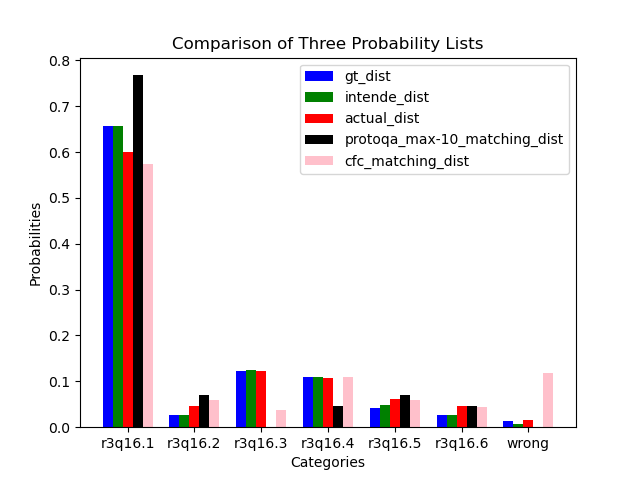 Comparison of Three Probability Lists
gt_dist
intende_dist
actual_dist
protoqa_max-10_matching_dist
cfc_matching_dist
Probabilities
0.8
0.7
0.6
0.5
0.4
0.3
0.2
0.1
0.0
r3q16.1 r3q16.2 r3q16.3 r3q16.4 r3q16.5 r3q16.6 wrong
Categories